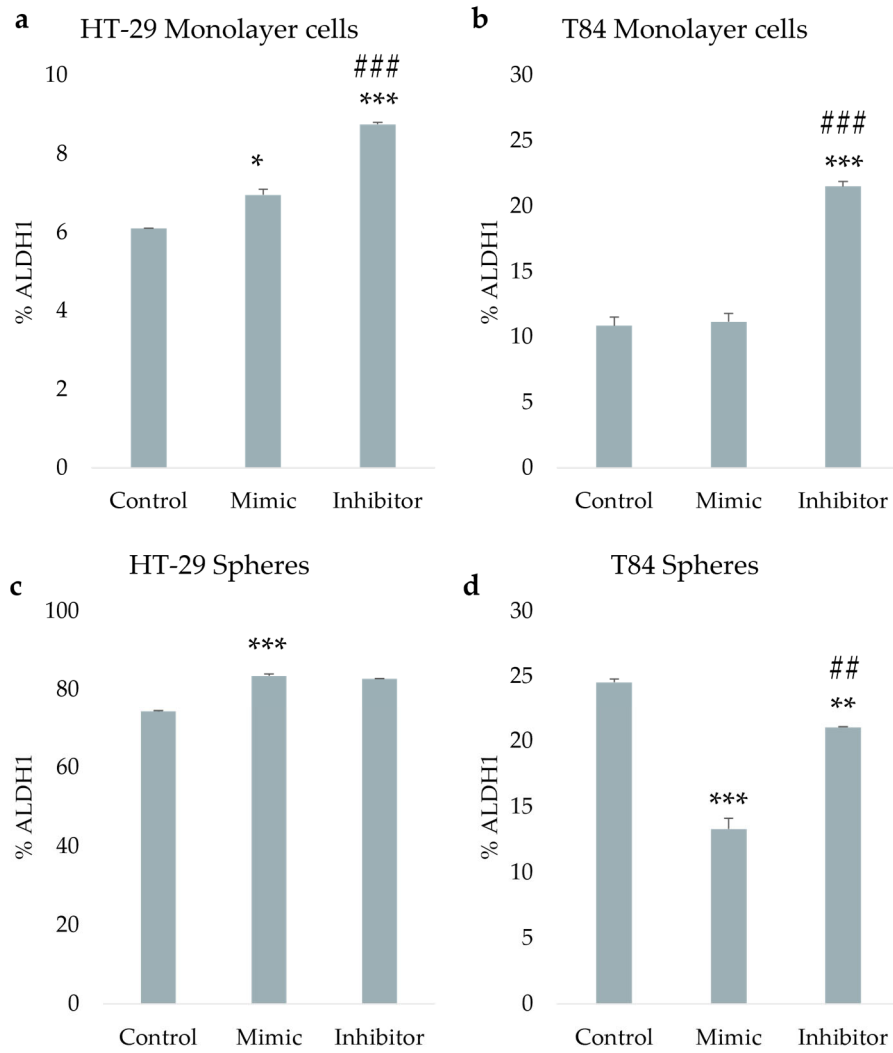 a
HT-29 Monolayer cells
% ALDH1
10
8
6
4
2
0
*
###
***
Control Mimic Inhibitor
b
T84 Monolayer cells
% ALDH1
30
25
20
15
10
5
0
###
***
Control Mimic Inhibitor
c
HT-29 Spheres
% ALDH1
100
80
60
40
20
0
***
Control Mimic Inhibitor
d
T84 Spheres
% ALDH1
30
25
20
15
10
5
0
***
##
**
Control Mimic Inhibitor